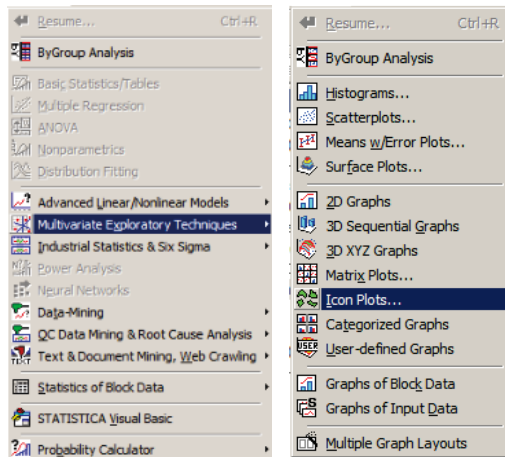 Resume... Ctrl+R
ByGroup Analysis
Basic Statistics/Tables
Multiple Regression
ANOVA
Nonparametrics
Distribution Fitting
Advanced Linear/Nonlinear Models
Multivariate Exploratory Techniques
Industrial Statistics & Six Sigma
Power Analysis
Neural Networks
Data-Mining
QC Data Mining & Root Cause Analysis
Text & Document Mining, Web Crawling
Statistics of Block Data
STATISTICA Visual Basic
Probability Calculator
Resume... Ctrl+R
ByGroup Analysis
Histograms...
Scatterplots...
Means w/Error Plots...
Surface Plots...
2D Graphs
3D Sequential Graphs
3D XYZ Graphs
Matrix Plots...
Icon Plots...
Categorized Graphs
USER User-defined Graphs
Graphs of Block Data
Graphs of Input Data
Multiple Graph Layouts